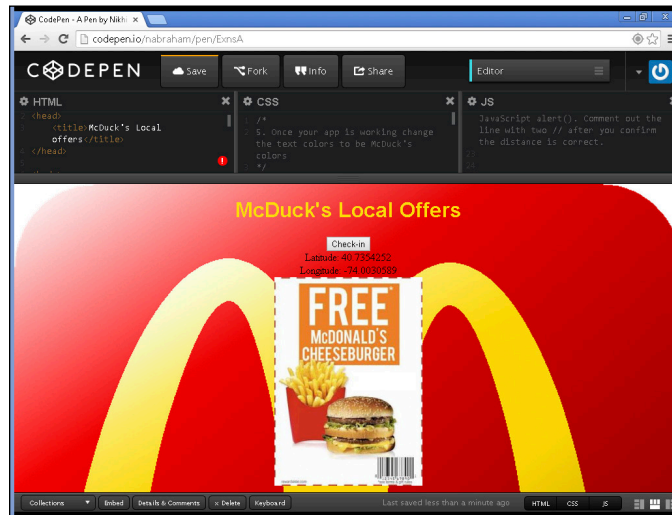 CodePen - A Pen by Nikh
codepen.io/nabraham/pen/ExnsA
CODEPEN
Save
Fork
Info
Share
Editor
HTML
<head>
<title>McDuck's Local
offers</title>
</head>
CSS
/*
5. Once your app is working change
the text colors to be McDuck's
colors
*/
JS
JavaScript alert(). Comment out the
line with two // after you confirm
the distance is correct.
McDuck's Local Offers
Check-in
Latitude: 40.7354252
Longitude: -74.0030589
FREE
McDONALD'S
CHEESEBURGER
Collections
Embed
Details & Comments
x Delete
Keyboard
Last saved less than a minute ago
HTML
CSS
JS